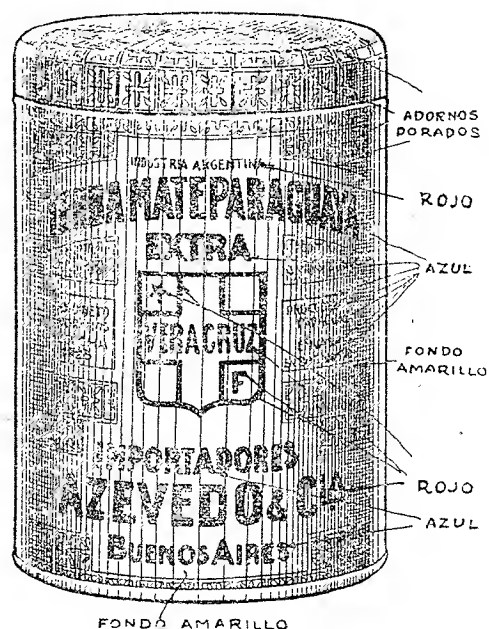 ADORNOS
DORADOS
INDUSTRIA ARGENTINA
ROJO
YERBA MATE PARAGUAYA
EXTRA
AZUL
VERACRUZ
F
FONDO
AMARILLO
IMPORTADORES
ROJO
AZEVEDO & CIA
AZUL
BUENOS AIRES
FONDO AMARILLO